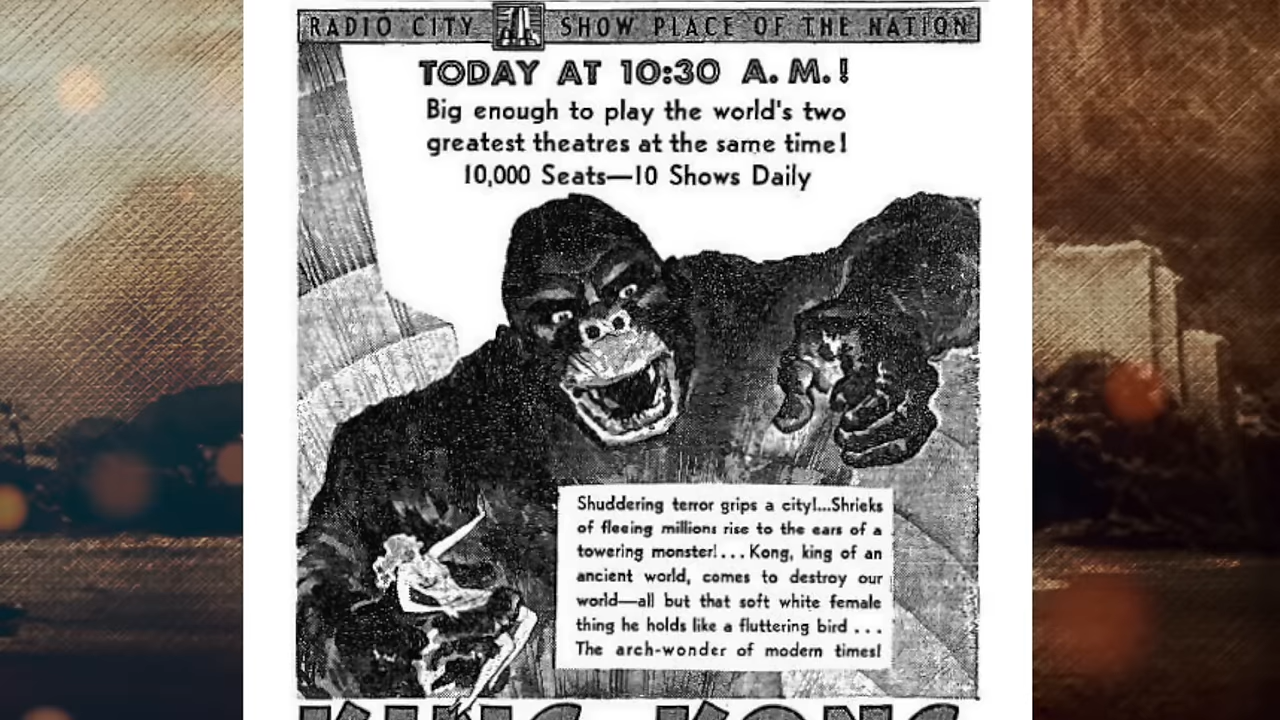 RADIO CITY SHOW PLACE OF THE NATION
TODAY AT 10:30 A. M. !
Big enough to play the world's two
greatest theatres at the same time!
10,000 Seats—10 Shows Daily
Shuddering terror grips a city!...Shrieks
of fleeing millions rise to the ears of a
towering monster!... Kong, king of an
ancient world, comes to destroy our
world—all but that soft white female
thing he holds like a fluttering bird ...
The arch-wonder of modern times!
KING KONG